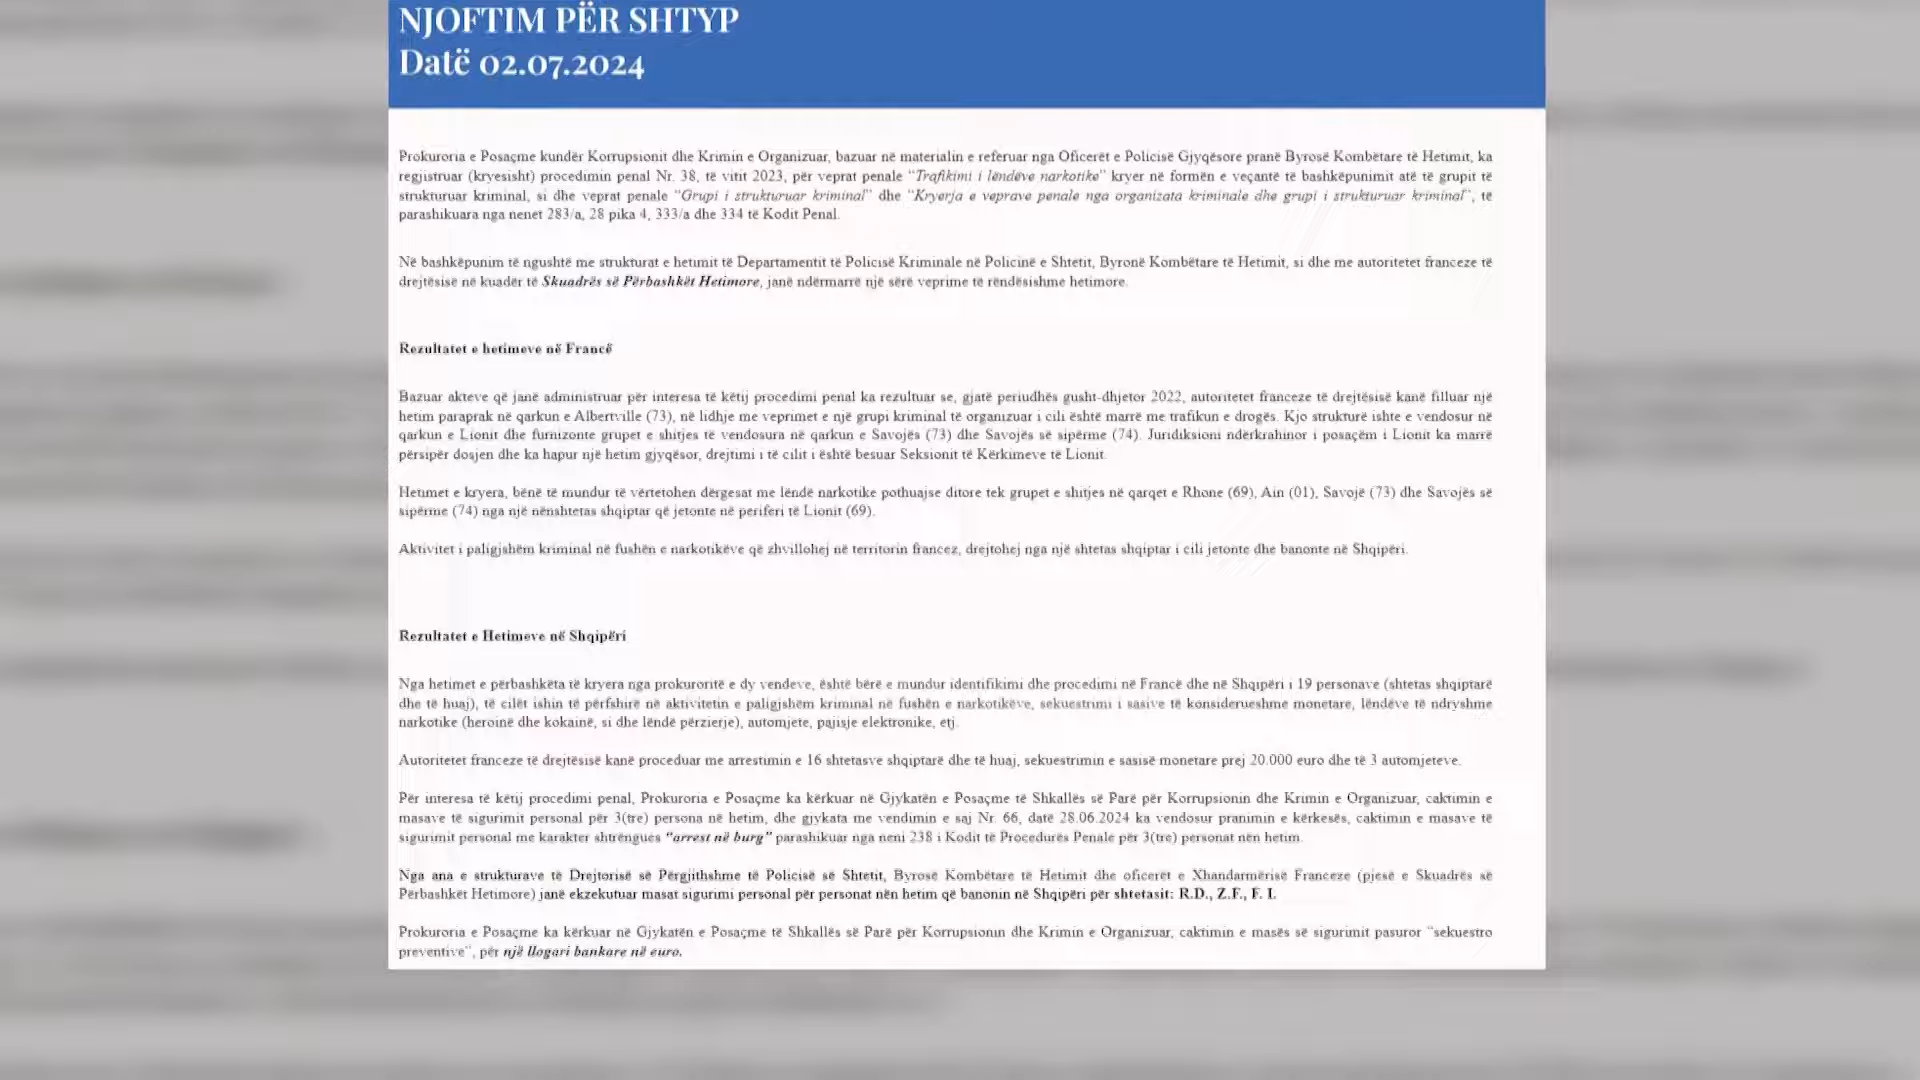 NJOFTIM PËR SHTYP
Datë 02.07.2024
Prokuroria e Posaçme kundër Korrupsionit dhe Krimin e Organizuar, bazuar në materialin e referuar nga Oficerët e Policisë Gjyqësore pranë Byrosë Kombëtare të Hetimit, ka
regjistruar (kryesisht) procedimin penal Nr. 38, të vitit 2023, për veprat penale "Trafikimi i lëndëve narkotike" kryer në formën e veçantë të bashkëpunimit atë të grupit të
strukturuar kriminal, si dhe veprat penale "Grupi i strukturuar kriminal" dhe "Kryerja e veprave penale nga organizata kriminale dhe grupi i strukturuar kriminal", të
parashikuara nga nenet 283/a, 28 pika 4, 333/a dhe 334 të Kodit Penal.
Në bashkëpunim të ngushtë me strukturat e hetimit të Departamentit të Policisë Kriminale në Policinë e Shtetit, Byronë Kombëtare të Hetimit, si dhe me autoritetet franceze të
drejtësisë në kuadër të Skuadrës së Përbashkët Hetimore, janë ndërmarrë një sërë veprime të rëndësishme hetimore.
Rezultatet e hetimeve në Francë
Bazuar akteve që janë administruar për interesa të këtij procedimi penal ka rezultuar se, gjatë periudhës gusht-dhjetor 2022, autoritetet franceze të drejtësisë kanë filluar një
hetim paraprak në qarkun e Albertville (73), në lidhje me veprimet e një grupi kriminal të organizuar i cili është marrë me trafikun e drogës. Kjo strukturë ishte e vendosur në
qarkun e Lionit dhe furnizonte grupet e shitjes të vendosura në qarkun e Savojës (73) dhe Savojës së sipërme (74). Juridiksioni ndërkrahinor i posaçëm i Lionit ka marrë
përsipër dosjen dhe ka hapur një hetim gjyqësor, drejtimi i të cilit i është besuar Seksionit të Kërkimeve të Lionit.
Hetimet e kryera, bënë të mundur të vërtetohen dërgesat me lëndë narkotike pothuajse ditore tek grupet e shitjes në qarqet e Rhone (69), Ain (01), Savojë (73) dhe Savojës së
sipërme (74) nga një nënshtetas shqiptar që jetonte në periferi të Lionit (69).
Aktivitet i paligjshëm kriminal në fushën e narkotikëve që zhvillohej në territorin francez, drejtohej nga një shtetas shqiptar i cili jetonte dhe banonte në Shqipëri.
Rezultatet e Hetimeve në Shqipëri
Nga hetimet e përbashkëta të kryera nga prokuroritë e dy vendeve, është bërë e mundur identifikimi dhe procedimi në Francë dhe në Shqipëri i 19 personave (shtetas shqiptarë
dhe të huaj), të cilët ishin të përfshirë në aktivitetin e paligjshëm kriminal në fushën e narkotikëve, sekuestrimi i sasive të konsiderueshme monetare, lëndëve të ndryshme
narkotike (heroinë dhe kokainë, si dhe lëndë përzierje), automjete, pajisje elektronike, etj.
Autoritetet franceze të drejtësisë kanë proceduar me arrestimin e 16 shtetasve shqiptarë dhe të huaj, sekuestrimin e sasisë monetare prej 20.000 euro dhe të 3 automjeteve.
Për interesa të këtij procedimi penal, Prokuroria e Posaçme ka kërkuar në Gjykatën e Posaçme të Shkallës së Parë për Korrupsionin dhe Krimin e Organizuar, caktimin e
masave të sigurimit personal për 3(tre) persona në hetim, dhe gjykata me vendimin e saj Nr. 66, datë 28.06.2024 ka vendosur pranimin e kërkesës, caktimin e masave të
sigurimit personal me karakter shtrëngues "arrest në burg" parashikuar nga neni 238 i Kodit të Procedurës Penale për 3(tre) personat nën hetim.
Nga ana e strukturave të Drejtorisë së Përgjithshme të Policisë së Shtetit, Byrosë Kombëtare të Hetimit dhe oficerët e Xhandarmërisë Franceze (pjesë e Skuadrës së
Përbashkët Hetimore) janë ekzekutuar masat sigurimi personal për personat nën hetim që banonin në Shqipëri për shtetasit: R.D., Z.F., F. I.
Prokuroria e Posaçme ka kërkuar në Gjykatën e Posaçme të Shkallës së Parë për Korrupsionin dhe Krimin e Organizuar, caktimin e masës së sigurimit pasuror "sekuestro
preventive", për një llogari bankare në euro.